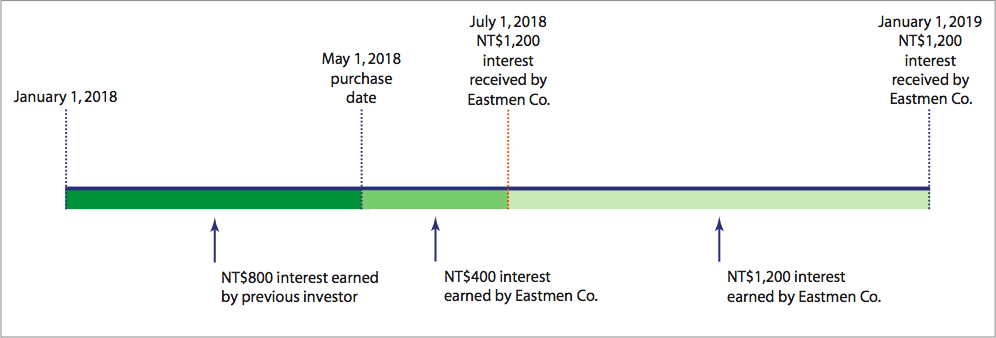 January 1, 2018
May 1, 2018
purchase
date
July 1, 2018
NT$1,200
interest
received by
Eastmen Co.
January 1, 2019
NT$1,200
interest
received by
Eastmen Co.
NT$800 interest earned
by previous investor
NT$400 interest
earned by Eastmen Co.
NT$1,200 interest
earned by Eastmen Co.